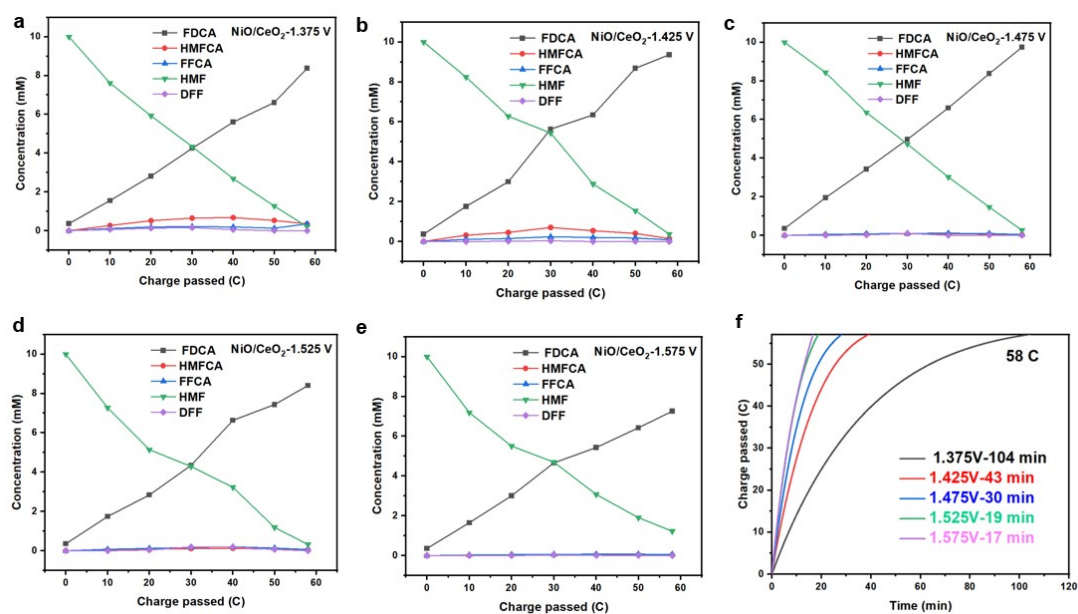 a
NiO/CeO₂-1.375V
FDCA
HMFCA
FFCA
HMF
DFF
Concentration (mM)
10
8
6
4
2
0
0 10 20 30 40 50 60
Charge passed (C)
b
NiO/CeO₂-1.425 V
FDCA
HMFCA
FFCA
HMF
DFF
Concentration (mM)
10
8
6
4
2
0
0 10 20 30 40 50 60
Charge passed (C)
c
NiO/CeO₂-1.475 V
FDCA
HMFCA
FFCA
HMF
DFF
Concentration (mM)
10
8
6
4
2
0
0 10 20 30 40 50 60
Charge passed (C)
d
NiO/CeO₂-1.525 V
FDCA
HMFCA
FFCA
HMF
DFF
Concentration (mM)
10
8
6
4
2
0
0 10 20 30 40 50 60
Charge passed (C)
e
NiO/CeO₂-1.575 V
FDCA
HMFCA
FFCA
HMF
DFF
Concentration (mM)
10
8
6
4
2
0
0 10 20 30 40 50 60
Charge passed (C)
f
58 C
Charge passed (C)
50
40
30
20
10
0
1.375V-104 min
1.425V-43 min
1.475V-30 min
1.525V-19 min
1.575V-17 min
0 20 40 60 80 100 120
Time (min)